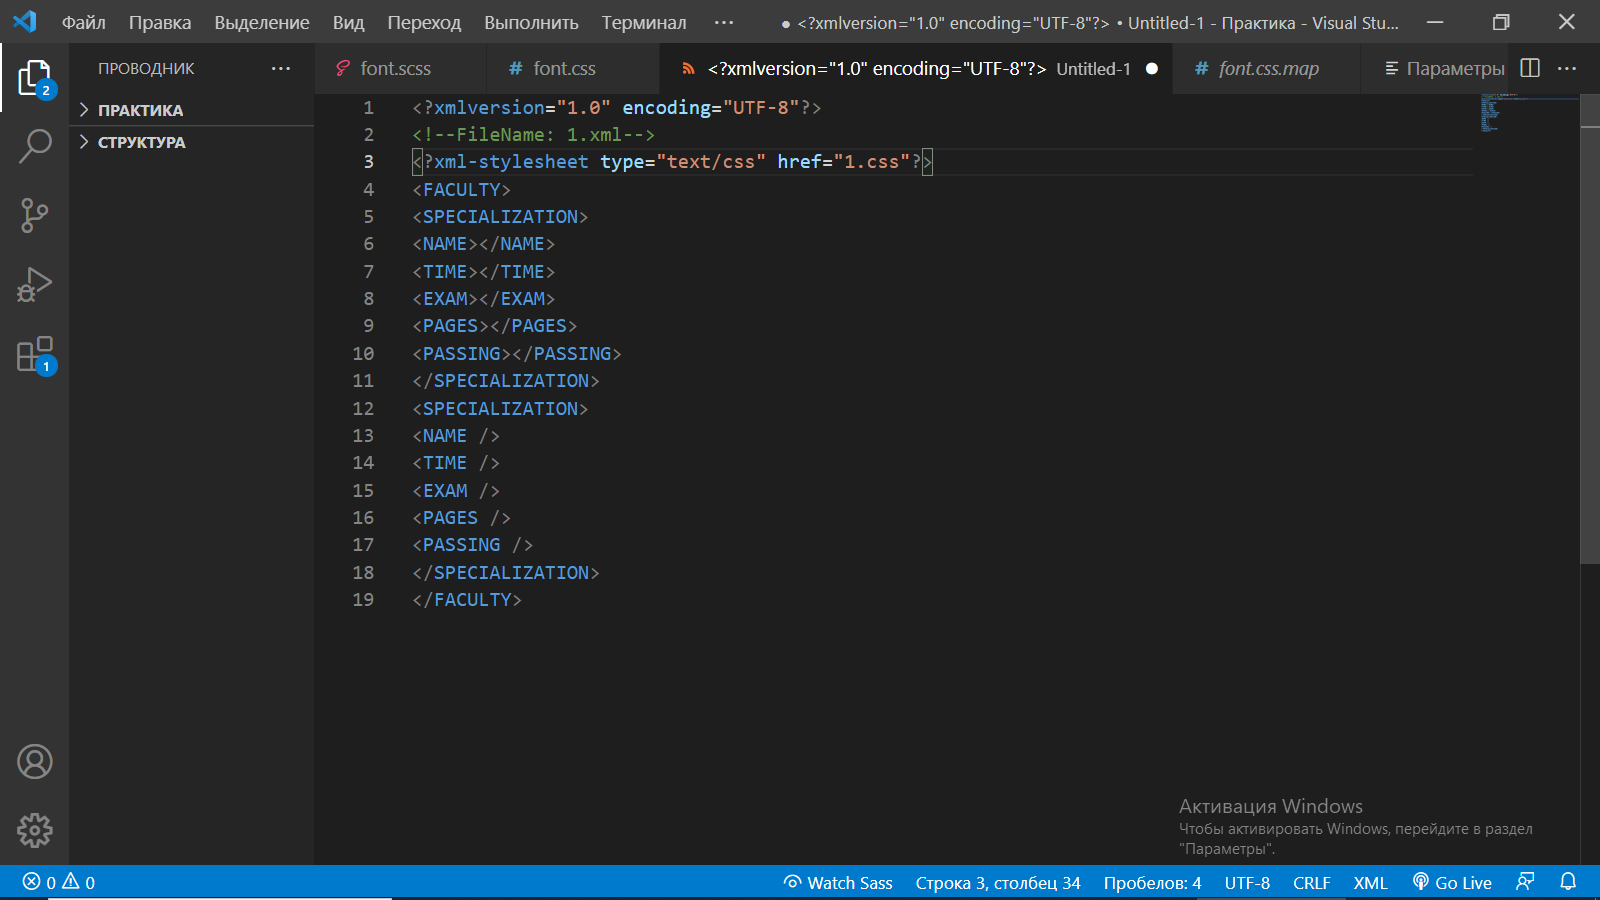 Файл Правка Выделение Вид Переход Выполнить Терминал ··· ● <?xmlversion="1.0" encoding="UTF-8"?> • Untitled-1 - Практика - Visual Stu...
ПРОВОДНИК ···
font.scss # font.css <?xmlversion="1.0" encoding="UTF-8"?> Untitled-1 ● # font.css.map Параметры ···
2
ПРАКТИКА
СТРУКТУРА
1
1 <?xmlversion="1.0" encoding="UTF-8"?>
2 <!--FileName: 1.xml-->
3 <?xml-stylesheet type="text/css" href="1.css"?>
4 <FACULTY>
5 <SPECIALIZATION>
6 <NAME></NAME>
7 <TIME></TIME>
8 <EXAM></EXAM>
9 <PAGES></PAGES>
10 <PASSING></PASSING>
11 </SPECIALIZATION>
12 <SPECIALIZATION>
13 <NAME />
14 <TIME />
15 <EXAM />
16 <PAGES />
17 <PASSING />
18 </SPECIALIZATION>
19 </FACULTY>
Активация Windows
Чтобы активировать Windows, перейдите в раздел
"Параметры".
0 0 Watch Sass Строка 3, столбец 34 Пробелов: 4 UTF-8 CRLF XML Go Live